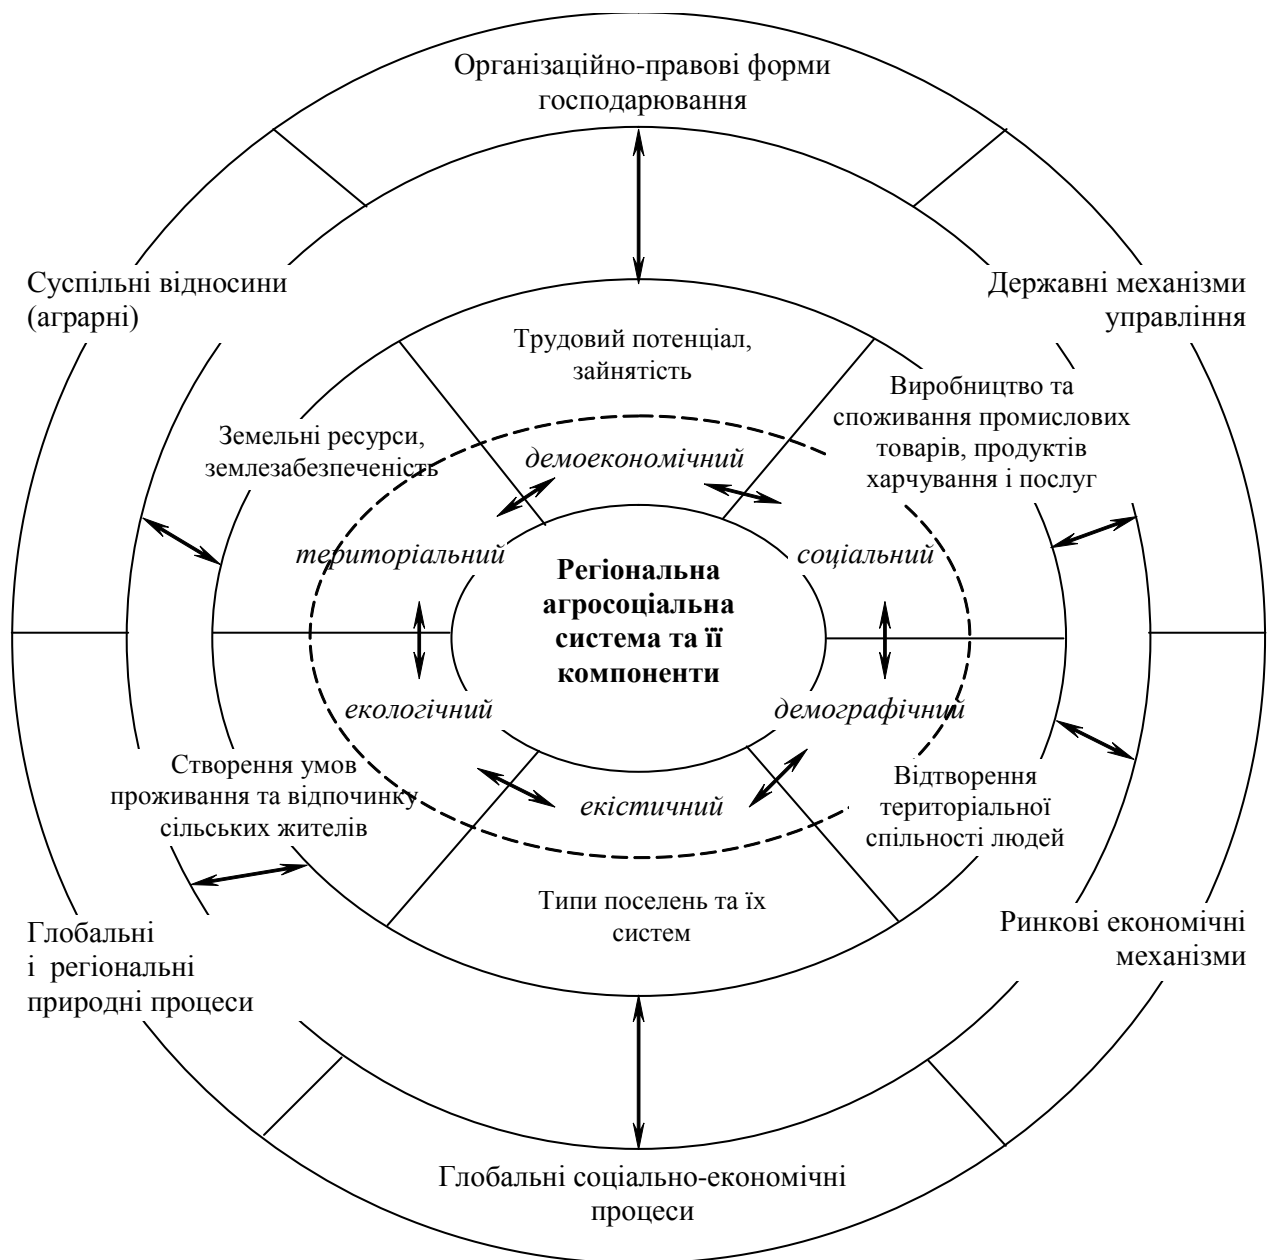 Організаційно-правові форми
господарювання
Суспільні відносини
(аграрні)
Державні механізми
управління
Трудовий потенціал,
зайнятість
Виробництво та
споживання промислових
товарів, продуктів
харчування і послуг
Земельні ресурси,
землезабезпеченість
демоекономічний
територіальний
соціальний
Регіональна
агросоціальна
система та її
компоненти
екологічний
демографічний
екістичний
Створення умов
проживання та відпочинку
сільських жителів
Відтворення
територіальної
спільності людей
Типи поселень та їх
систем
Глобальні
і регіональні
природні процеси
Ринкові економічні
механізми
Глобальні соціально-економічні
процеси